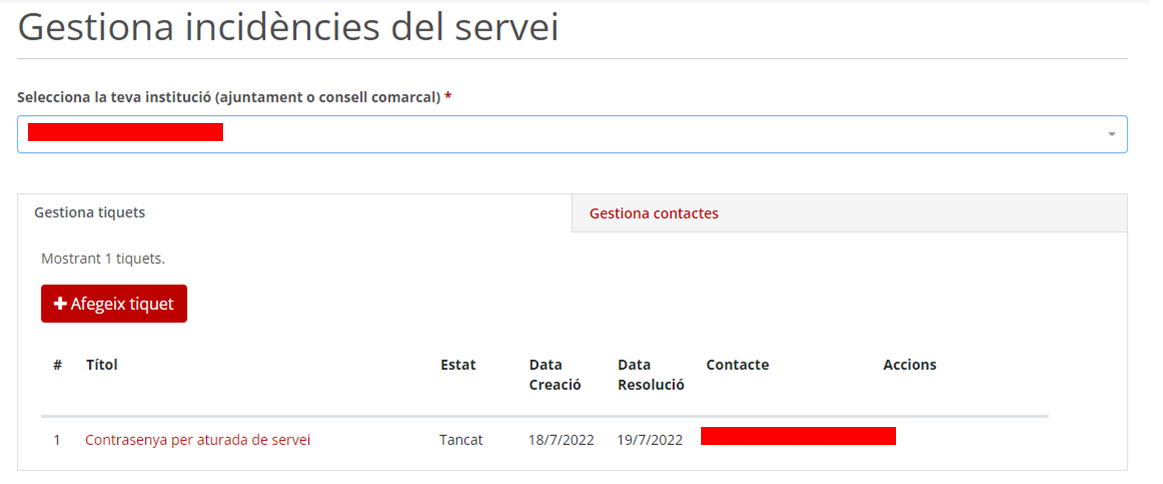 Gestiona incidències del servei
Selecciona la teva institució (ajuntament o consell comarcal) *
Gestiona tiquets
Gestiona contactes
Mostrant 1 tiquets.
+ Afegeix tiquet
# Títol Estat Data Creació Data Resolució Contacte Accions
1 Contrasenya per aturada de servei Tancat 18/7/2022 19/7/2022